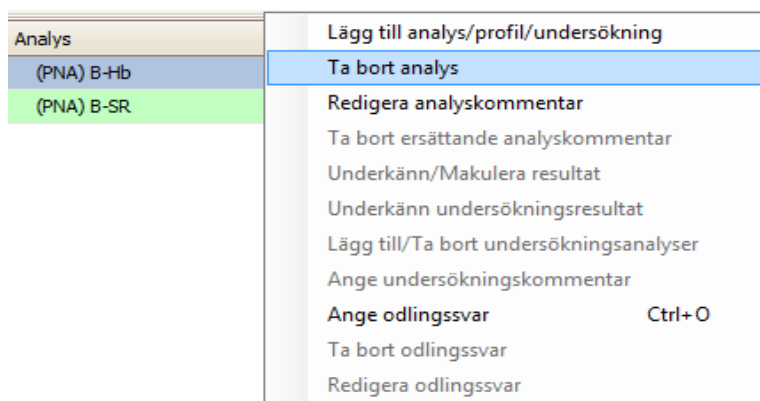 Analys
(PNA) B-Hb
(PNA) B-SR
Lägg till analys/profil/undersökning
Ta bort analys
Redigera analyskommentar
Ta bort ersättande analyskommentar
Underkänn/Makulera resultat
Underkänn undersökningsresultat
Lägg till/Ta bort undersökningsanalyser
Ange undersökningskommentar
Ange odlingssvar Ctrl+O
Ta bort odlingssvar
Redigera odlingssvar